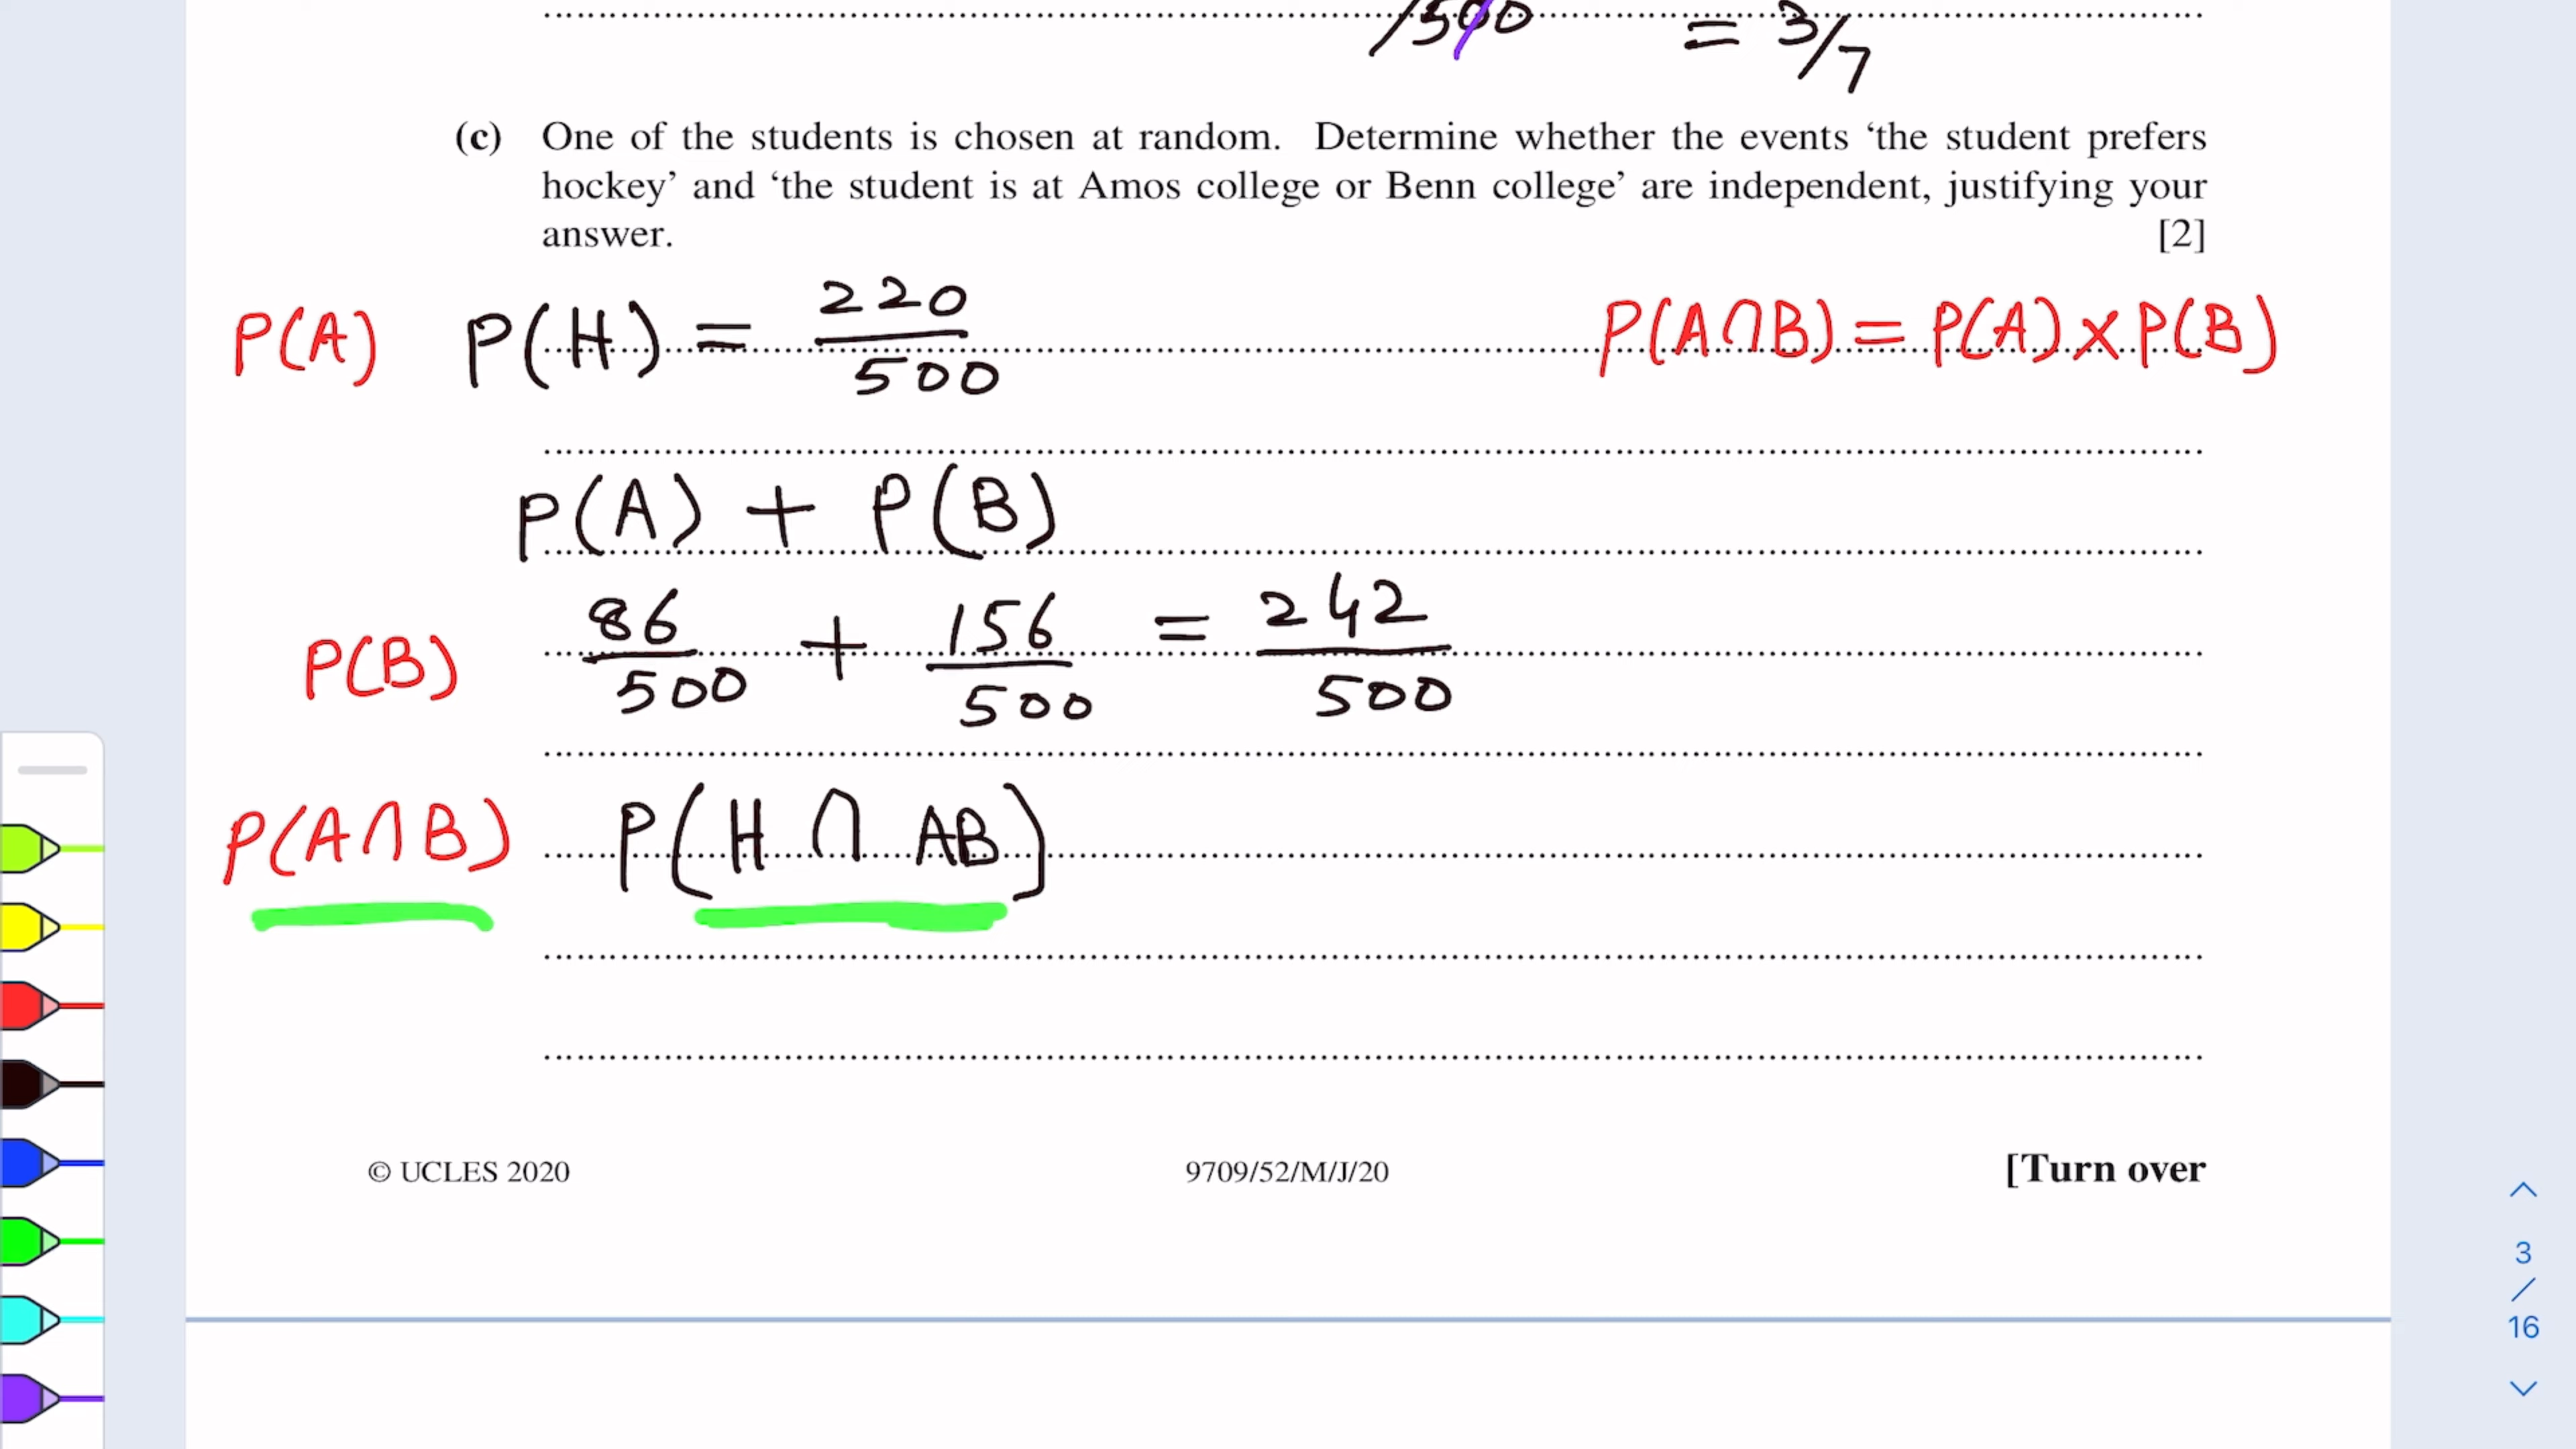 /500 = 3/7
(c) One of the students is chosen at random. Determine whether the events ‘the student prefers
hockey’ and ‘the student is at Amos college or Benn college’ are independent, justifying your
answer. [2]
P(A) P(H) = 220/500 P(A∩B) = P(A) × P(B)
P(A) + P(B)
P(B) 86/500 + 156/500 = 242/500
P(A∩B) P(H ∩ AB)
© UCLES 2020 9709/52/M/J/20 [Turn over
3
/
16